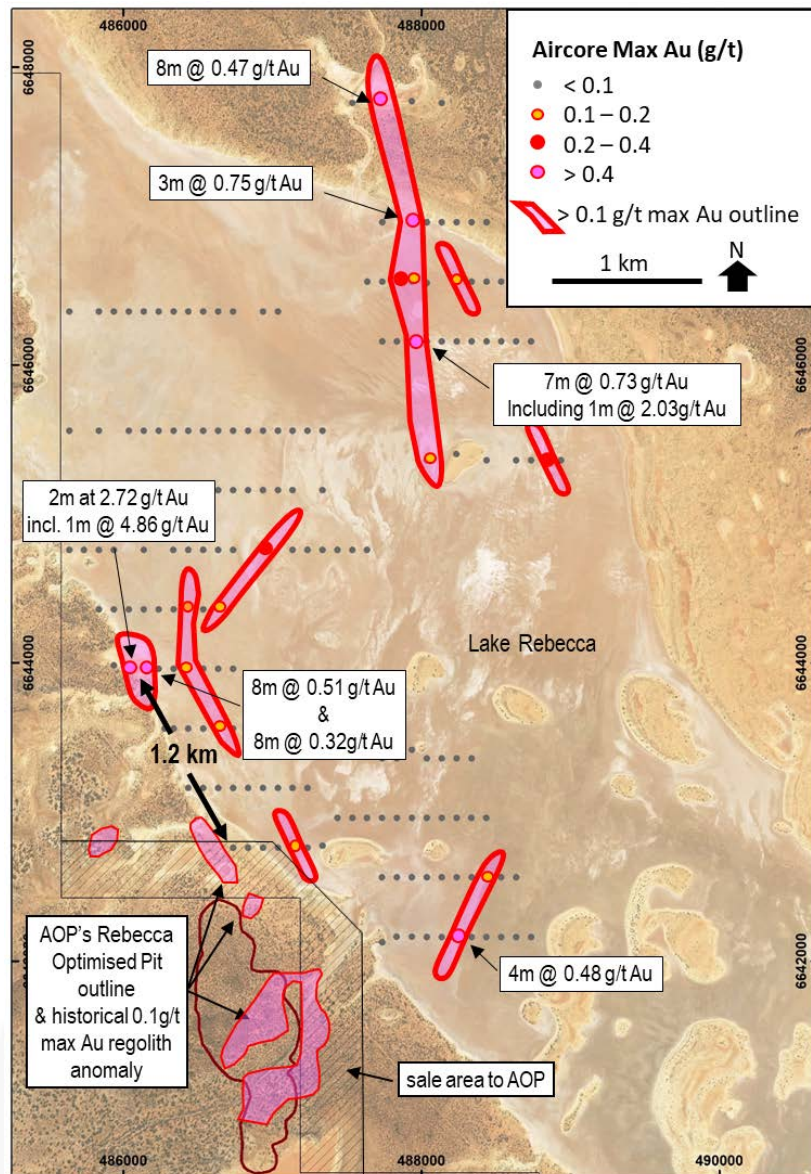 486000
488000
6648000
Aircore Max Au (g/t)
< 0.1
0.1 – 0.2
0.2 – 0.4
> 0.4
> 0.1 g/t max Au outline
1 km
N
8m @ 0.47 g/t Au
3m @ 0.75 g/t Au
6646000
6646000
7m @ 0.73 g/t Au
Including 1m @ 2.03g/t Au
2m at 2.72 g/t Au
incl. 1m @ 4.86 g/t Au
Lake Rebecca
6644000
6644000
8m @ 0.51 g/t Au
&
8m @ 0.32g/t Au
1.2 km
AOP's Rebecca
Optimised Pit
outline
& historical 0.1g/t
max Au regolith
anomaly
4m @ 0.48 g/t Au
6642000
sale area to AOP
486000
488000
490000